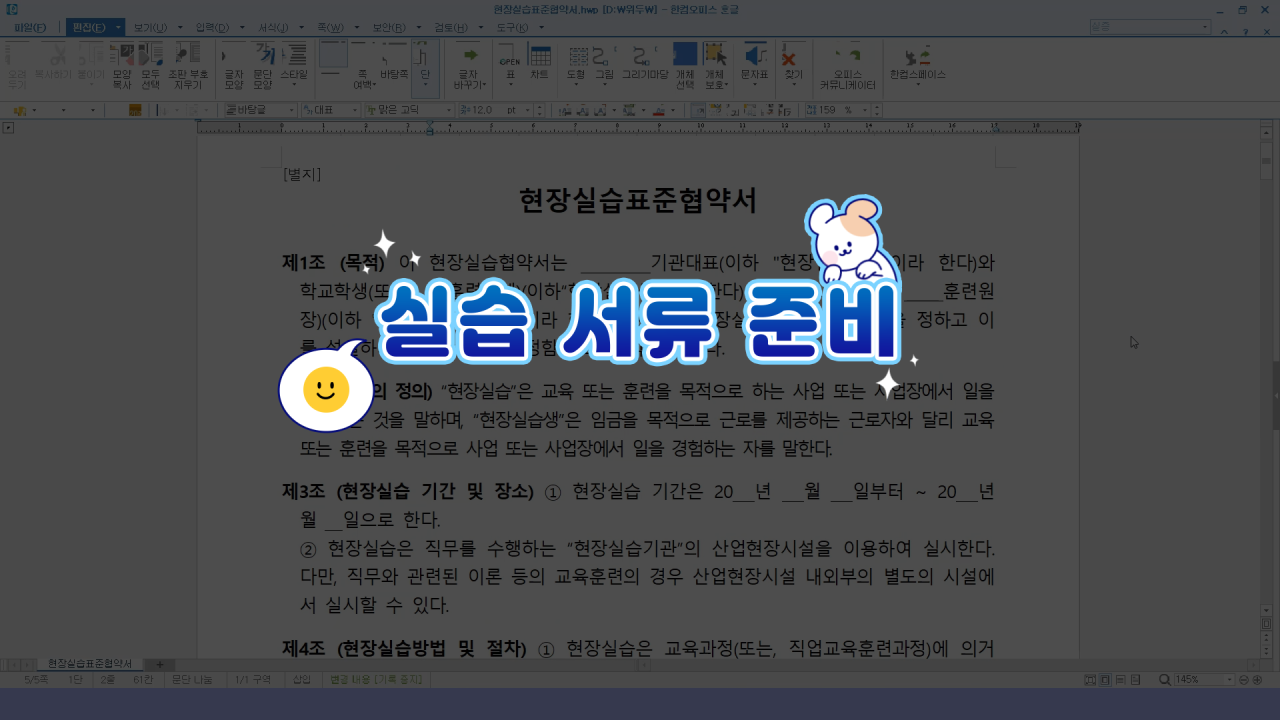 현장실습표준협약서.hwp [D:₩외두₩] - 한컴오피스 한글
파일(F) 편집(E) 보기(U) 입력(D) 서식(J) 쪽(W) 보안(R) 검토(H) 도구(K)
오려 두기 복사하기 붙이기 모양 복사 모두 선택 조판 부호 지우기 글자 모양 문단 모양 스타일 쪽 여백 바탕쪽 단 글자 바꾸기 표 차트 도형 그림 그리기마당 개체 선택 개체 보호 문자표 찾기 오피스 커뮤니케이터 한컴스페이스
바탕글 대표 맑은 고딕 12.0 pt 159 %
[별지]
현장실습표준협약서
제1조 (목적) 이 현장실습협약서는 ________기관대표(이하 "현장 이라 한다)와
학교학생(또 훈련 (이하"현 한다) ____훈련원
장)(이하 이라 장실 을 정하고 이
를 정함 다.
실습 서류 준비
의 정의) "현장실습"은 교육 또는 훈련을 목적으로 하는 사업 또는 사업장에서 일을
것을 말하며, "현장실습생"은 임금을 목적으로 근로를 제공하는 근로자와 달리 교육
또는 훈련을 목적으로 사업 또는 사업장에서 일을 경험하는 자를 말한다.
제3조 (현장실습 기간 및 장소) ① 현장실습 기간은 20__년 __월 __일부터 ~ 20__년
월 __일으로 한다.
② 현장실습은 직무를 수행하는 "현장실습기관"의 산업현장시설을 이용하여 실시한다.
다만, 직무와 관련된 이론 등의 교육훈련의 경우 산업현장시설 내외부의 별도의 시설에
서 실시할 수 있다.
제4조 (현장실습방법 및 절차) ① 현장실습은 교육과정(또는, 직업교육훈련과정)에 의거
현장실습표준협약서
5/5쪽 1단 2줄 61칸 문단 나눔 1/1 구역 삽입 변경 내용 [기록 중지] 145%